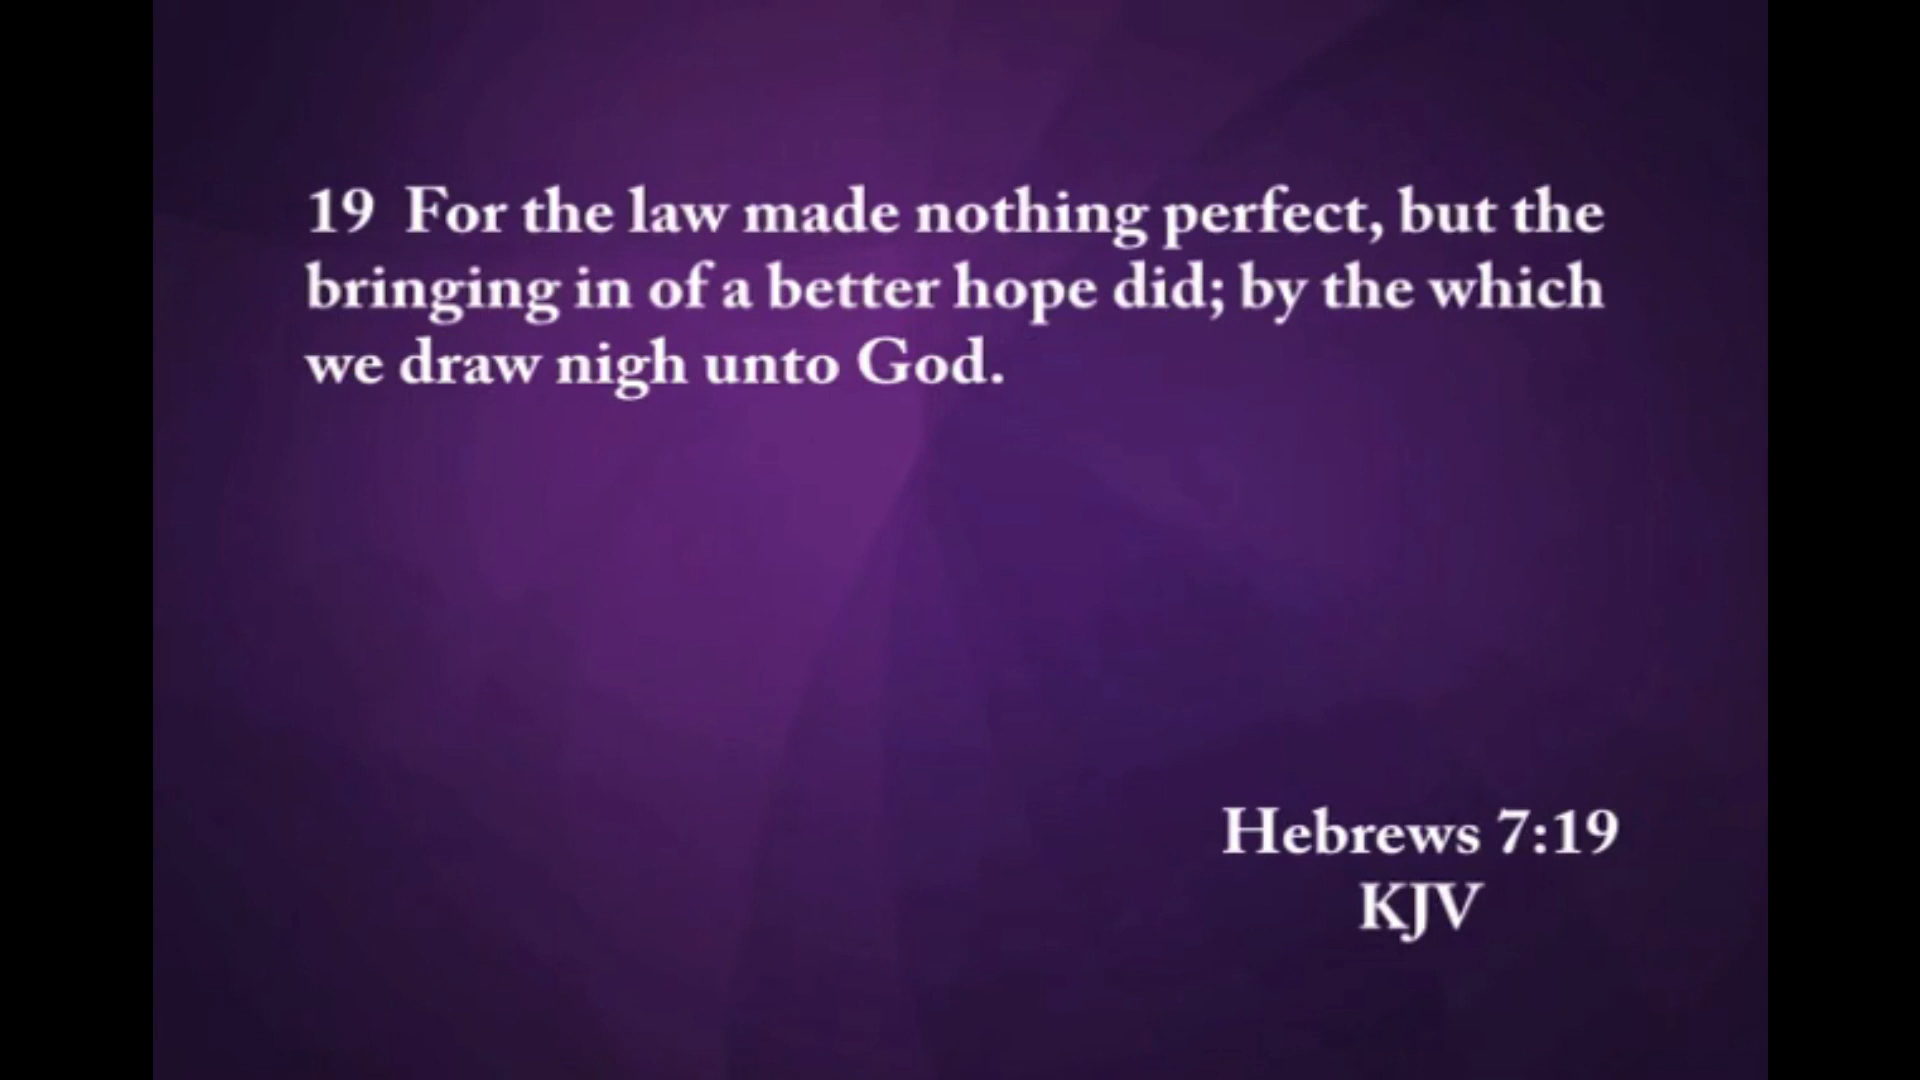 19 For the law made nothing perfect, but the
bringing in of a better hope did; by the which
we draw nigh unto God.
Hebrews 7:19
KJV